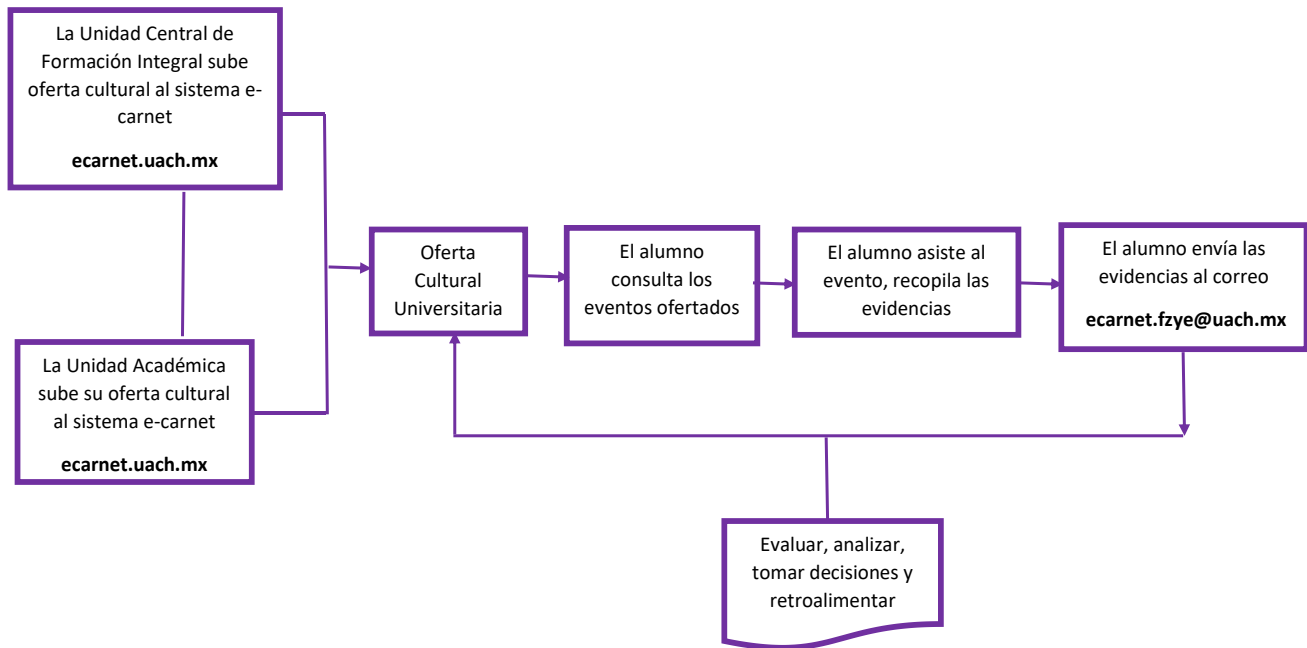 La Unidad Central de
Formación Integral sube
oferta cultural al sistema e-
carnet
ecarnet.uach.mx
La Unidad Académica
sube su oferta cultural
al sistema e-carnet
ecarnet.uach.mx
Oferta
Cultural
Universitaria
El alumno
consulta los
eventos ofertados
El alumno asiste al
evento, recopila las
evidencias
El alumno envía las
evidencias al correo
ecarnet.fzye@uach.mx
Evaluar, analizar,
tomar decisiones y
retroalimentar